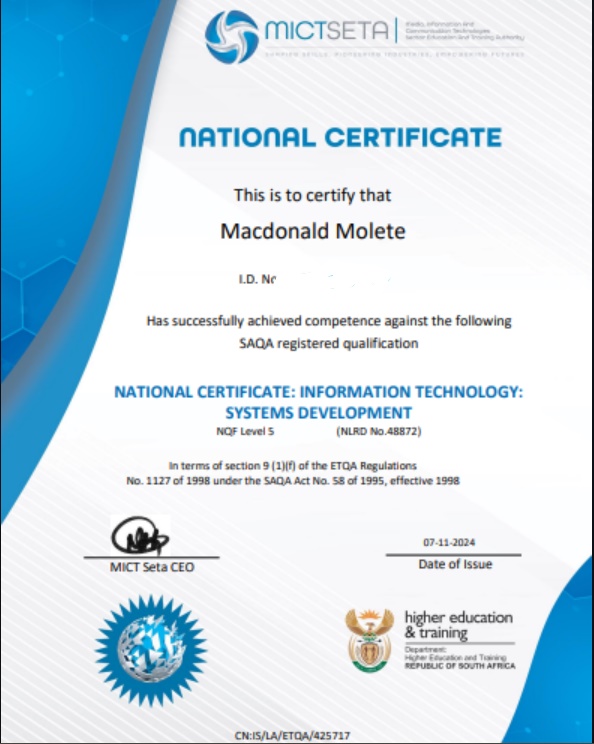 MICTSETA
Media, Information And
Communication Technologies
Sector Education And Training Authority
NATIONAL CERTIFICATE
This is to certify that
Macdonald Molete
I.D. No
Has successfully achieved competence against the following
SAQA registered qualification
NATIONAL CERTIFICATE: INFORMATION TECHNOLOGY:
SYSTEMS DEVELOPMENT
NQF Level 5 (NLRD No.48872)
In terms of section 9 (1)(f) of the ETQA Regulations
No. 1127 of 1998 under the SAQA Act No. 58 of 1995, effective 1998
07-11-2024
MICT Seta CEO
Date of Issue
higher education
& training
Department:
Higher Education and Training
REPUBLIC OF SOUTH AFRICA
CN:IS/LA/ETQA/425717